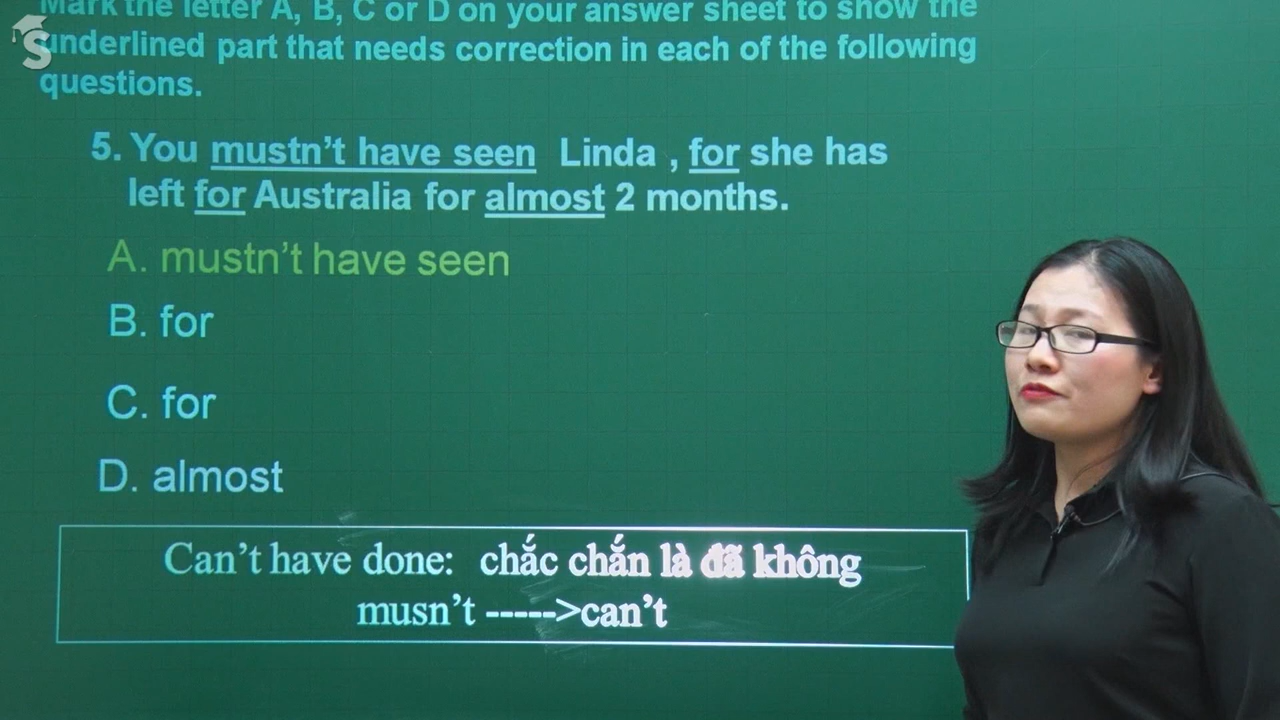 Mark the letter A, B, C or D on your answer sheet to show the
underlined part that needs correction in each of the following
questions.
5. You mustn’t have seen Linda , for she has
left for Australia for almost 2 months.
A. mustn’t have seen
B. for
C. for
D. almost
Can’t have done: chắc chắn là đã không
musn’t ----->can’t
S